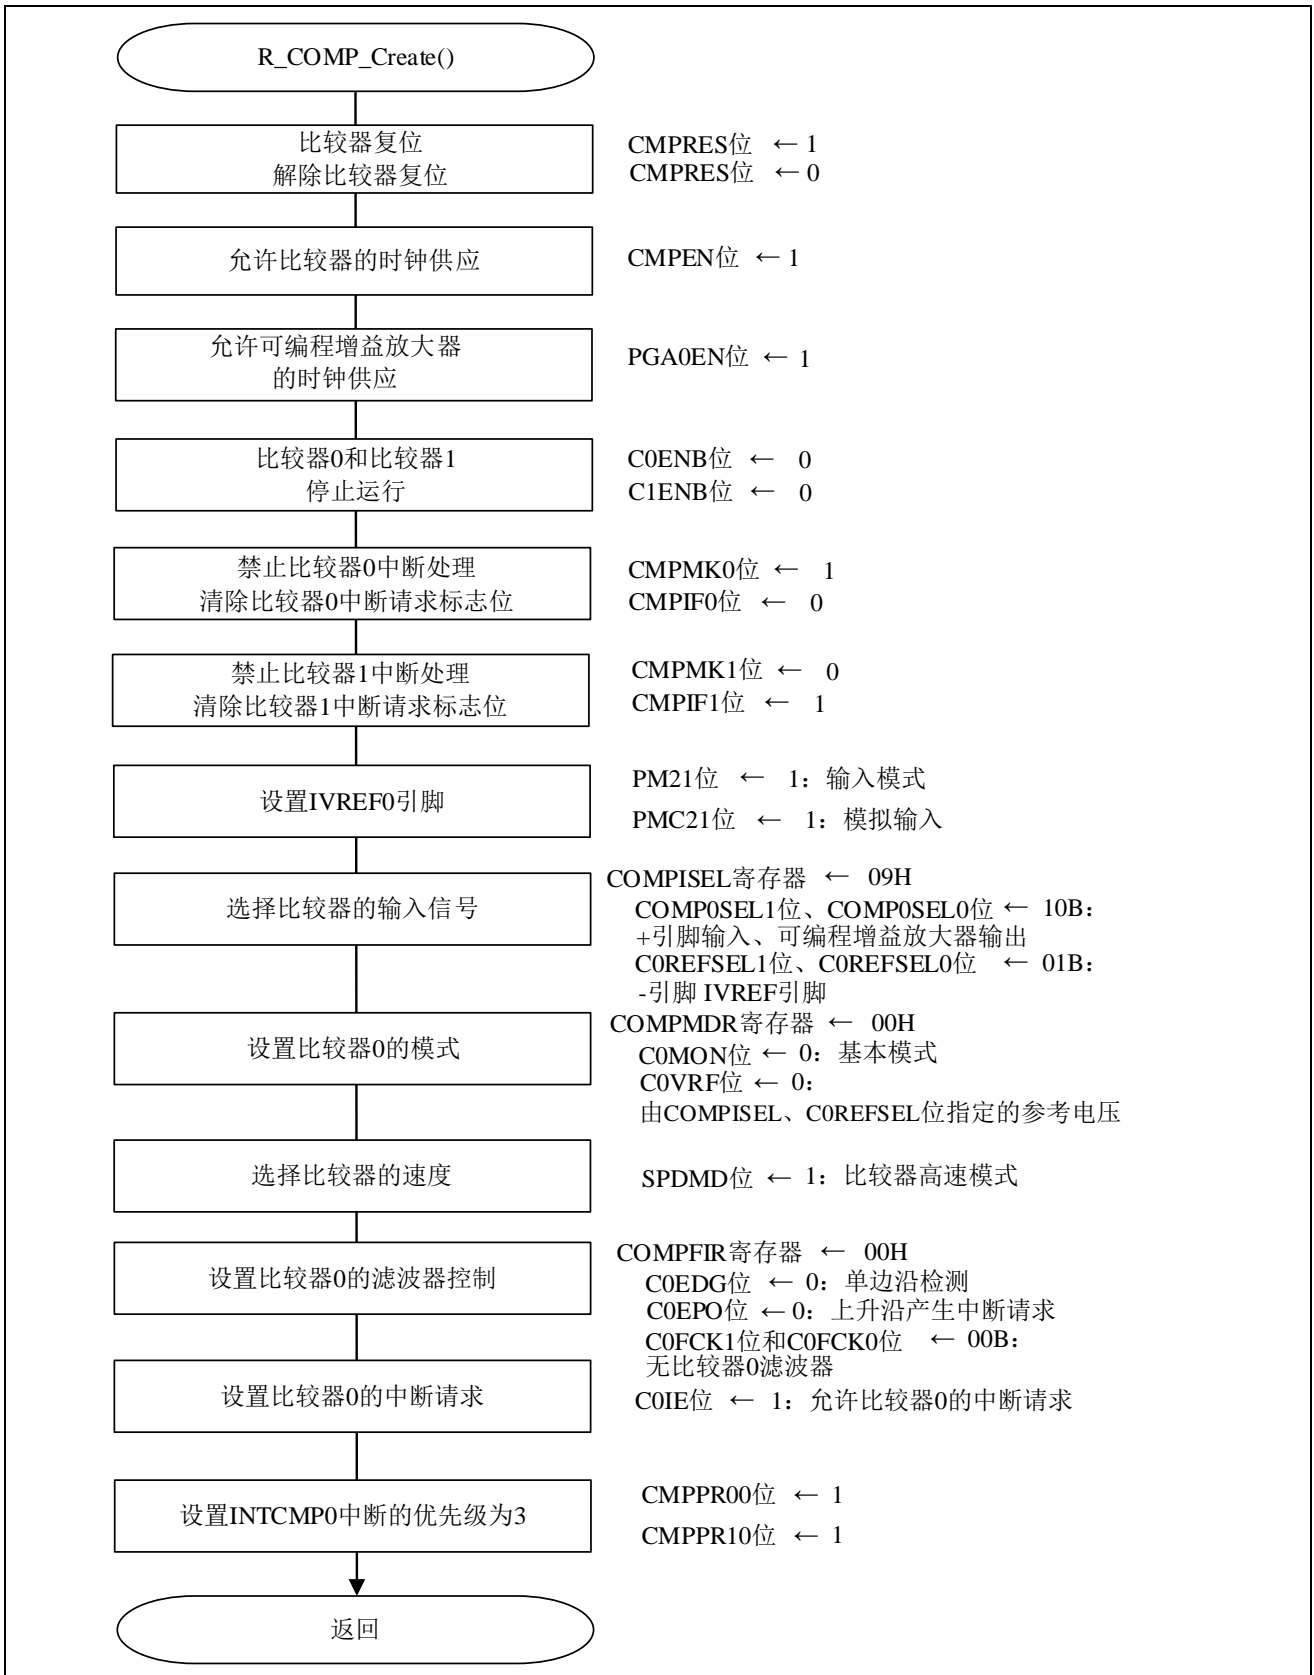 R_COMP_Create()
比较器复位
解除比较器复位
CMPRES位 ← 1
CMPRES位 ← 0
允许比较器的时钟供应
CMPEN位 ← 1
允许可编程增益放大器
的时钟供应
PGA0EN位 ← 1
比较器0和比较器1
停止运行
C0ENB位 ← 0
C1ENB位 ← 0
禁止比较器0中断处理
清除比较器0中断请求标志位
CMPMK0位 ← 1
CMPIF0位 ← 0
禁止比较器1中断处理
清除比较器1中断请求标志位
CMPMK1位 ← 0
CMPIF1位 ← 1
设置IVREF0引脚
PM21位 ← 1：输入模式
PMC21位 ← 1：模拟输入
选择比较器的输入信号
COMPISEL寄存器 ← 09H
COMP0SEL1位、COMP0SEL0位 ← 10B：
+引脚输入、可编程增益放大器输出
C0REFSEL1位、C0REFSEL0位 ← 01B：
-引脚 IVREF引脚
设置比较器0的模式
COMPMDR寄存器 ← 00H
C0MON位 ← 0：基本模式
C0VRF位 ← 0：
由COMPISEL、C0REFSEL位指定的参考电压
选择比较器的速度
SPDMD位 ← 1：比较器高速模式
设置比较器0的滤波器控制
COMPFIR寄存器 ← 00H
C0EDG位 ← 0：单边沿检测
C0EPO位 ← 0：上升沿产生中断请求
C0FCK1位和C0FCK0位 ← 00B：
无比较器0滤波器
设置比较器0的中断请求
C0IE位 ← 1：允许比较器0的中断请求
设置INTCMP0中断的优先级为3
CMPPR00位 ← 1
CMPPR10位 ← 1
返回